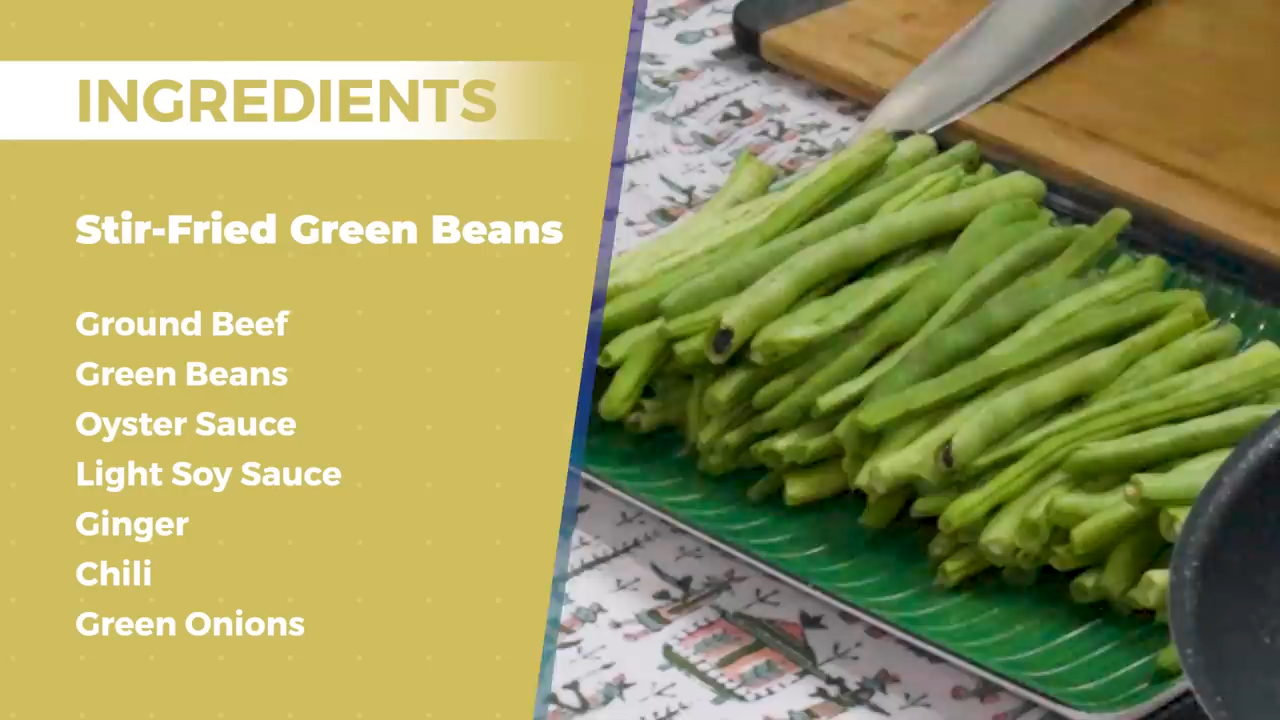 INGREDIENTS
Stir-Fried Green Beans
Ground Beef
Green Beans
Oyster Sauce
Light Soy Sauce
Ginger
Chili
Green Onions